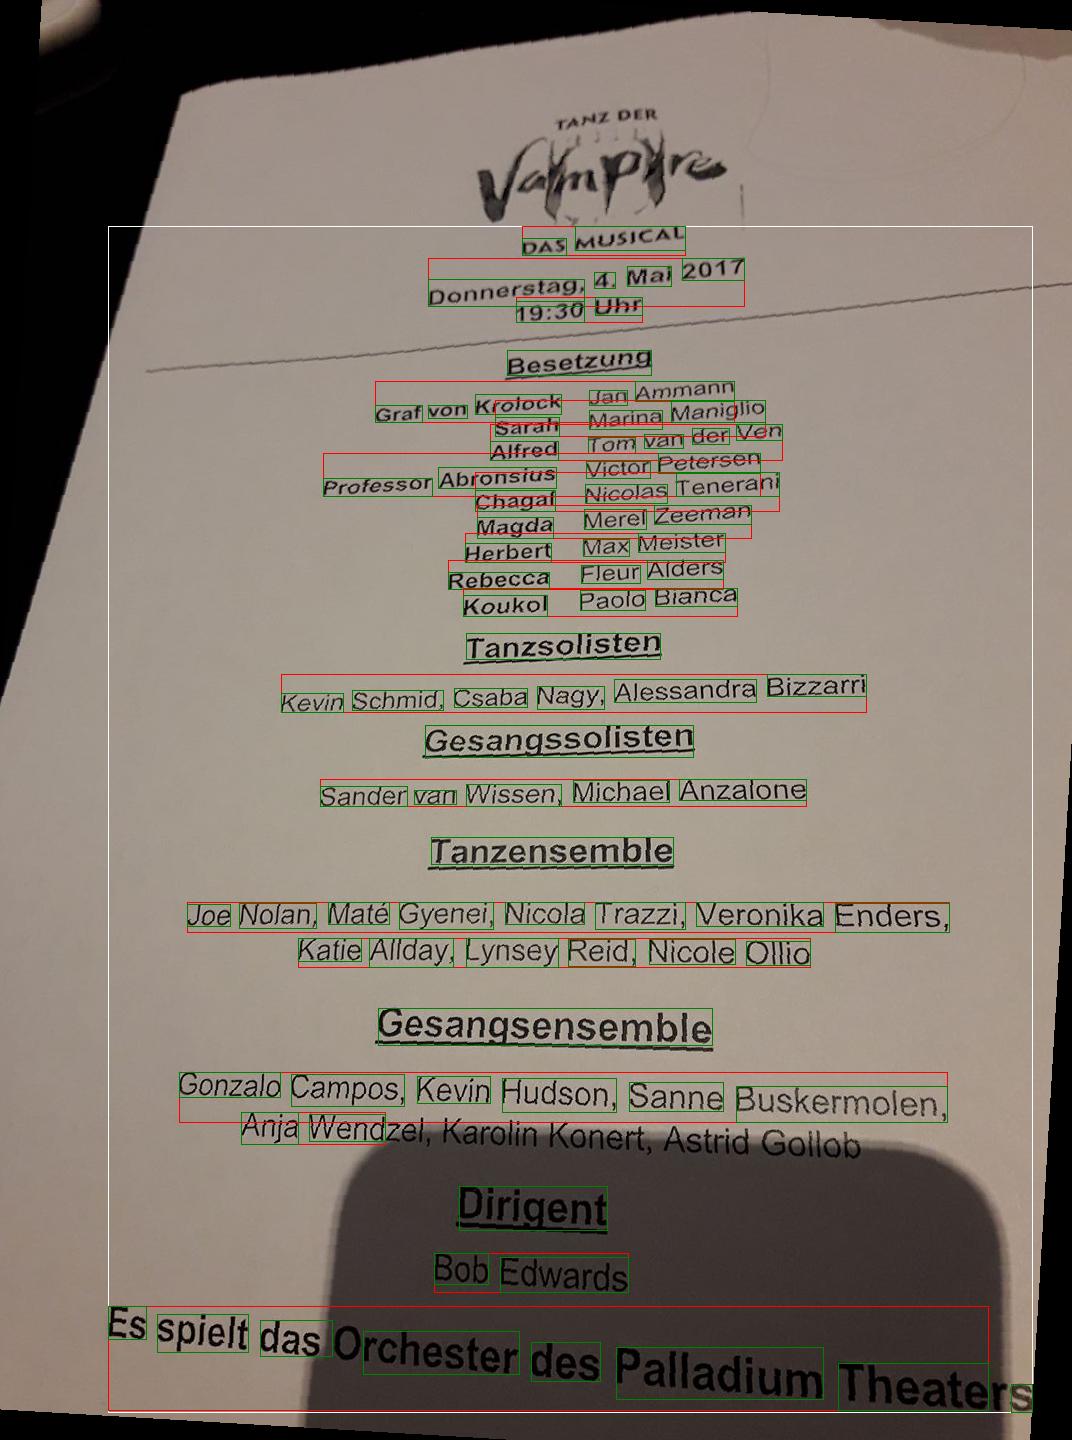 TANZ DER
Vampire
DAS MUSICAL
Donnerstag, 4. Mai 2017
19:30 Uhr
Besetzung
Graf von Krolock Jan Ammann
Sarah Marina Maniglio
Alfred Tom van der Ven
Professor Abronsius Victor Petersen
Chagal Nicolas Tenerani
Magda Merel Zeeman
Herbert Max Meister
Rebecca Fleur Alders
Koukol Paolo Bianca
Tanzsolisten
Kevin Schmid, Csaba Nagy, Alessandra Bizzarri
Gesangssolisten
Sander van Wissen, Michael Anzalone
Tanzensemble
Joe Nolan, Maté Gyenei, Nicola Trazzi, Veronika Enders,
Katie Allday, Lynsey Reid, Nicole Ollio
Gesangsensemble
Gonzalo Campos, Kevin Hudson, Sanne Buskermolen,
Anja Wendzel, Karolin Konert, Astrid Gollob
Dirigent
Bob Edwards
Es spielt das Orchester des Palladium Theaters